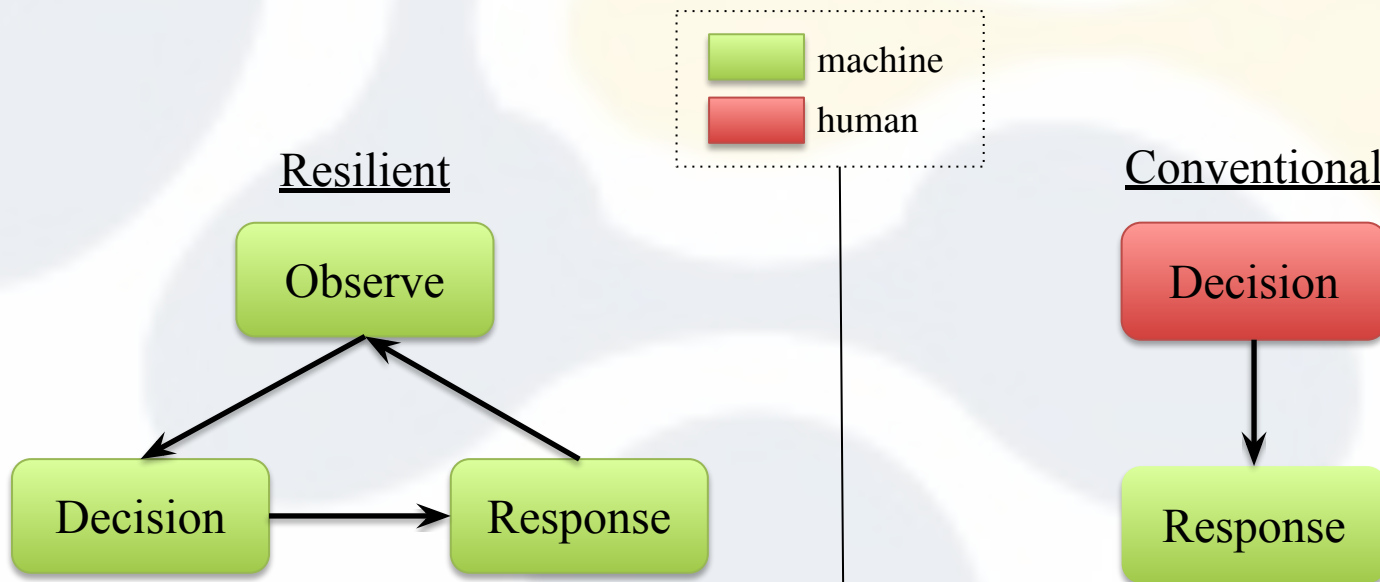 machine
human
Resilient
Observe
Decision
Response
Conventional
Decision
Response